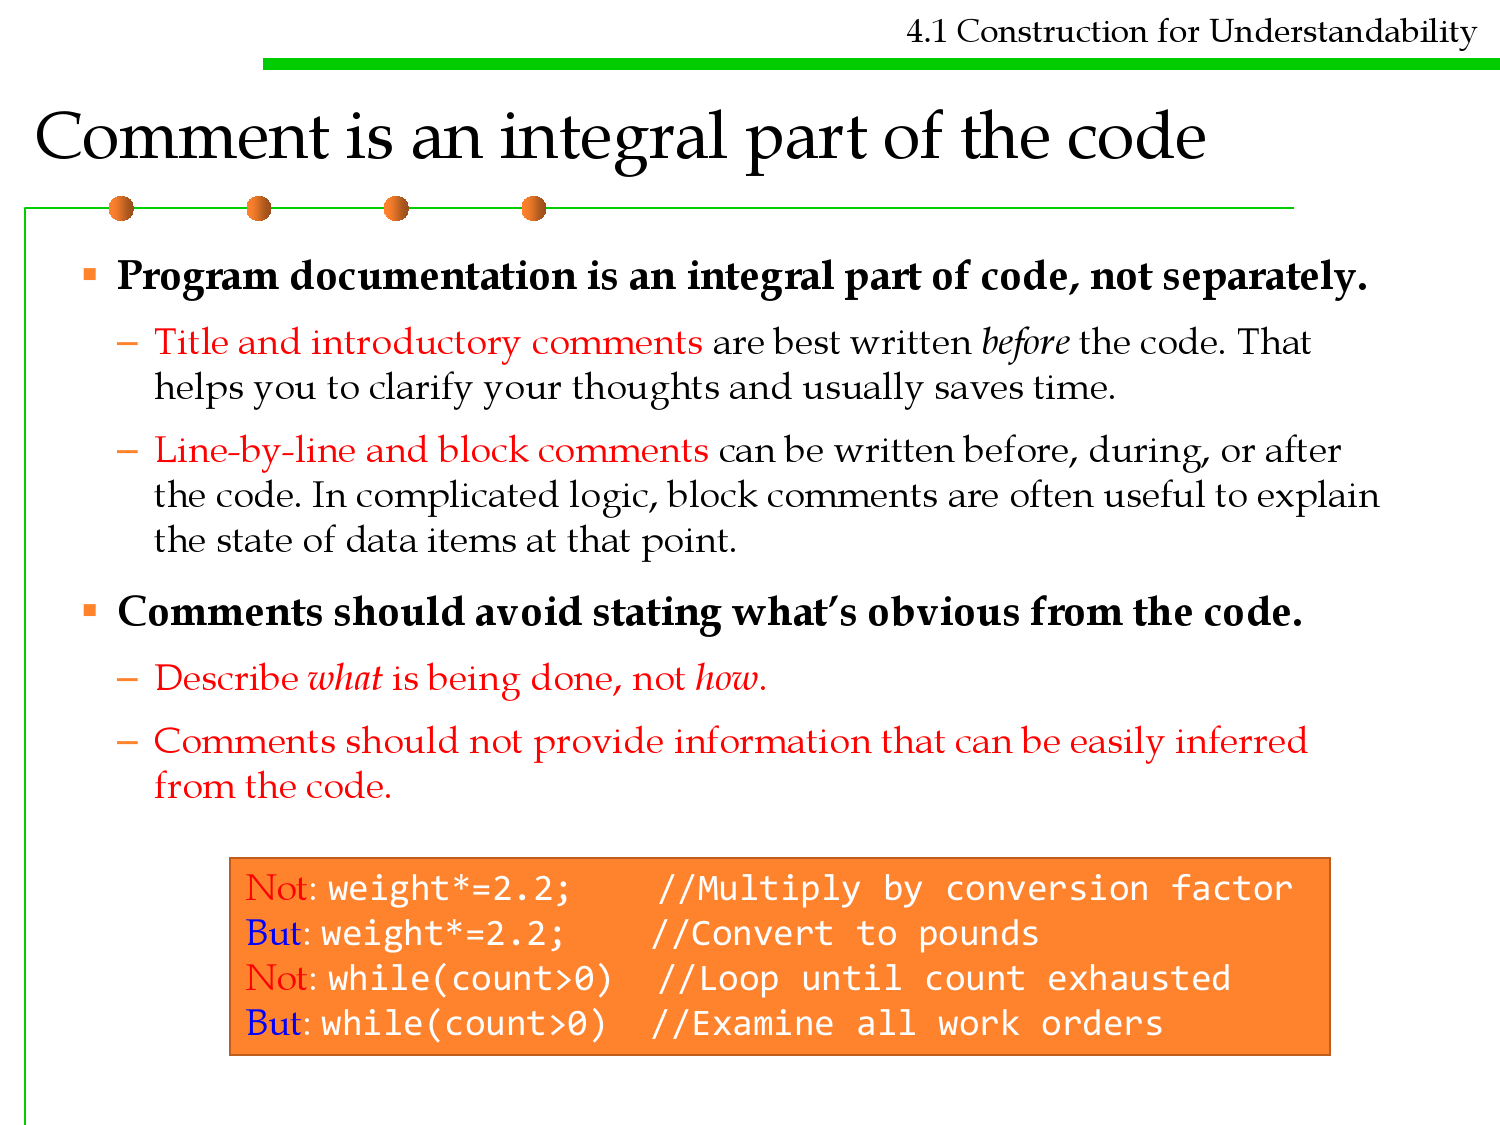 4.1 Construction for Understandability
Comment is an integral part of the code
▪ Program documentation is an integral part of code, not separately.
– Title and introductory comments are best written before the code. That
helps you to clarify your thoughts and usually saves time.
– Line-by-line and block comments can be written before, during, or after
the code. In complicated logic, block comments are often useful to explain
the state of data items at that point.
▪ Comments should avoid stating what’s obvious from the code.
– Describe what is being done, not how.
– Comments should not provide information that can be easily inferred
from the code.
Not: weight*=2.2;    //Multiply by conversion factor
But: weight*=2.2;    //Convert to pounds
Not: while(count>0)  //Loop until count exhausted
But: while(count>0)  //Examine all work orders